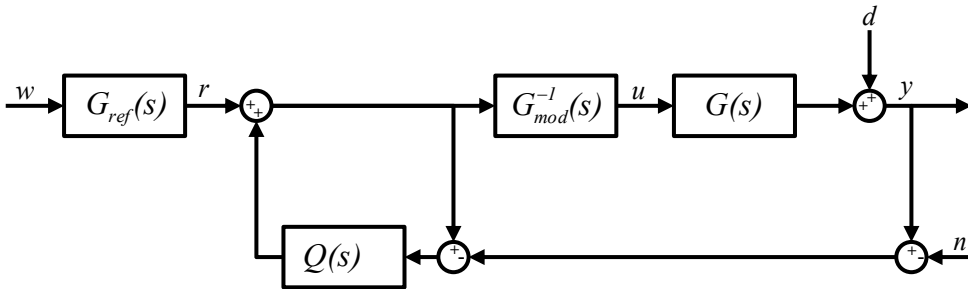 d
w
G_ref(s)
r
+
+
G_mod^-1(s)
u
G(s)
+
+
y
Q(s)
+
-
+
-
n